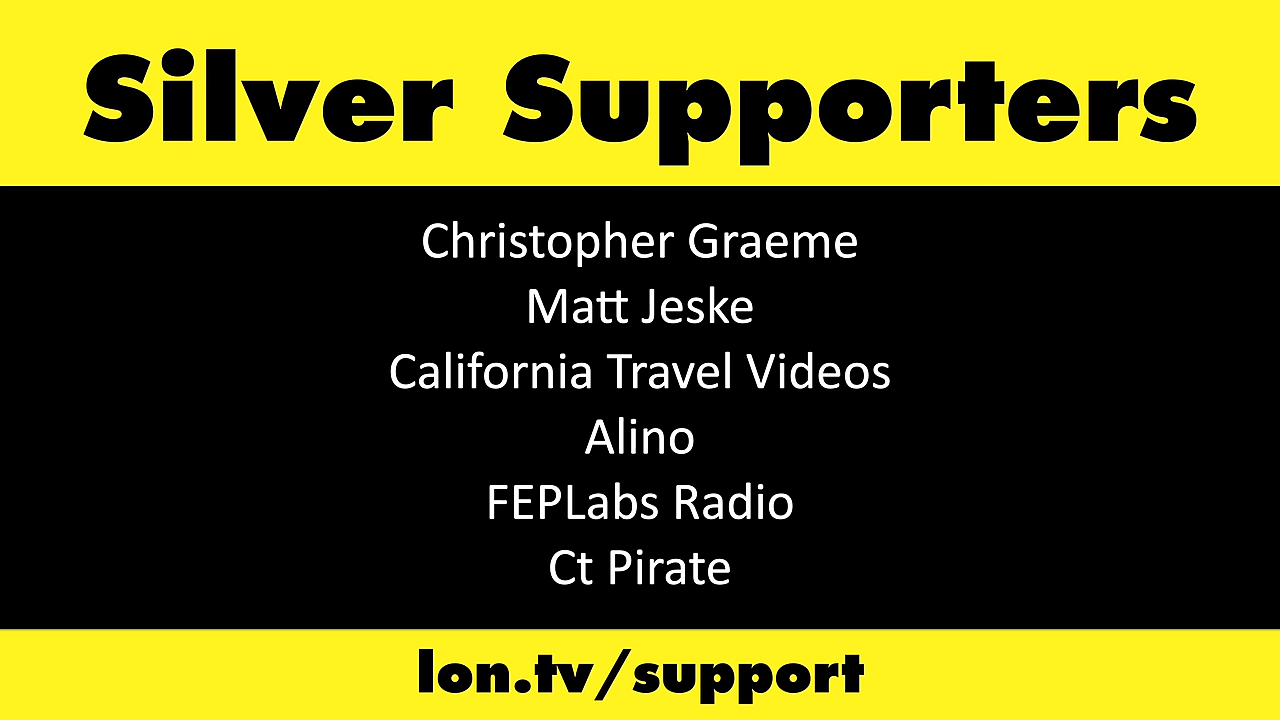 Silver Supporters
Christopher Graeme
Matt Jeske
California Travel Videos
Alino
FEPLabs Radio
Ct Pirate
lon.tv/support